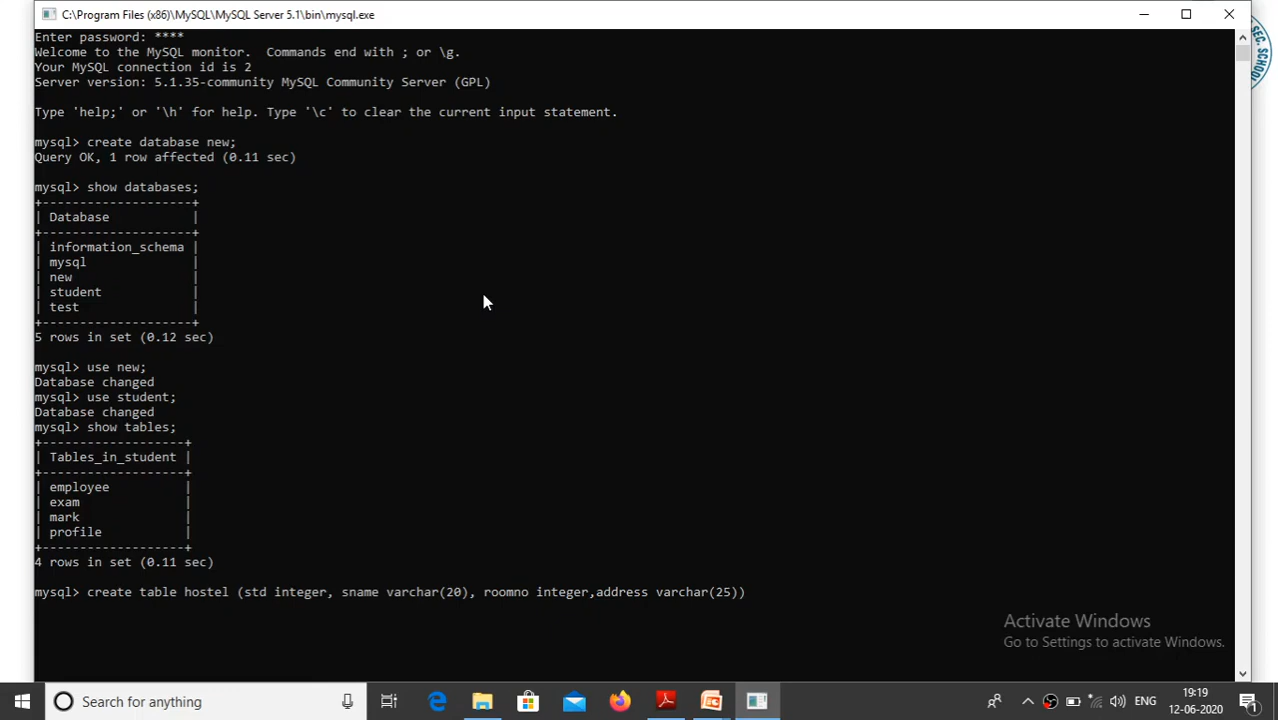 C:\Program Files (x86)\MySQL\MySQL Server 5.1\bin\mysql.exe
Enter password: ****
Welcome to the MySQL monitor.  Commands end with ; or \g.
Your MySQL connection id is 2
Server version: 5.1.35-community MySQL Community Server (GPL)
Type 'help;' or '\h' for help. Type '\c' to clear the current input statement.
mysql> create database new;
Query OK, 1 row affected (0.11 sec)
mysql> show databases;
+--------------------+
| Database           |
+--------------------+
| information_schema |
| mysql              |
| new                |
| student            |
| test               |
+--------------------+
5 rows in set (0.12 sec)
mysql> use new;
Database changed
mysql> use student;
Database changed
mysql> show tables;
+-------------------+
| Tables_in_student |
+-------------------+
| employee          |
| exam              |
| mark              |
| profile           |
+-------------------+
4 rows in set (0.11 sec)
mysql> create table hostel (std integer, sname varchar(20), roomno integer,address varchar(25))
Activate Windows
Go to Settings to activate Windows.
SEC. SCHOOL
Search for anything
ENG
19:19
12-06-2020
1